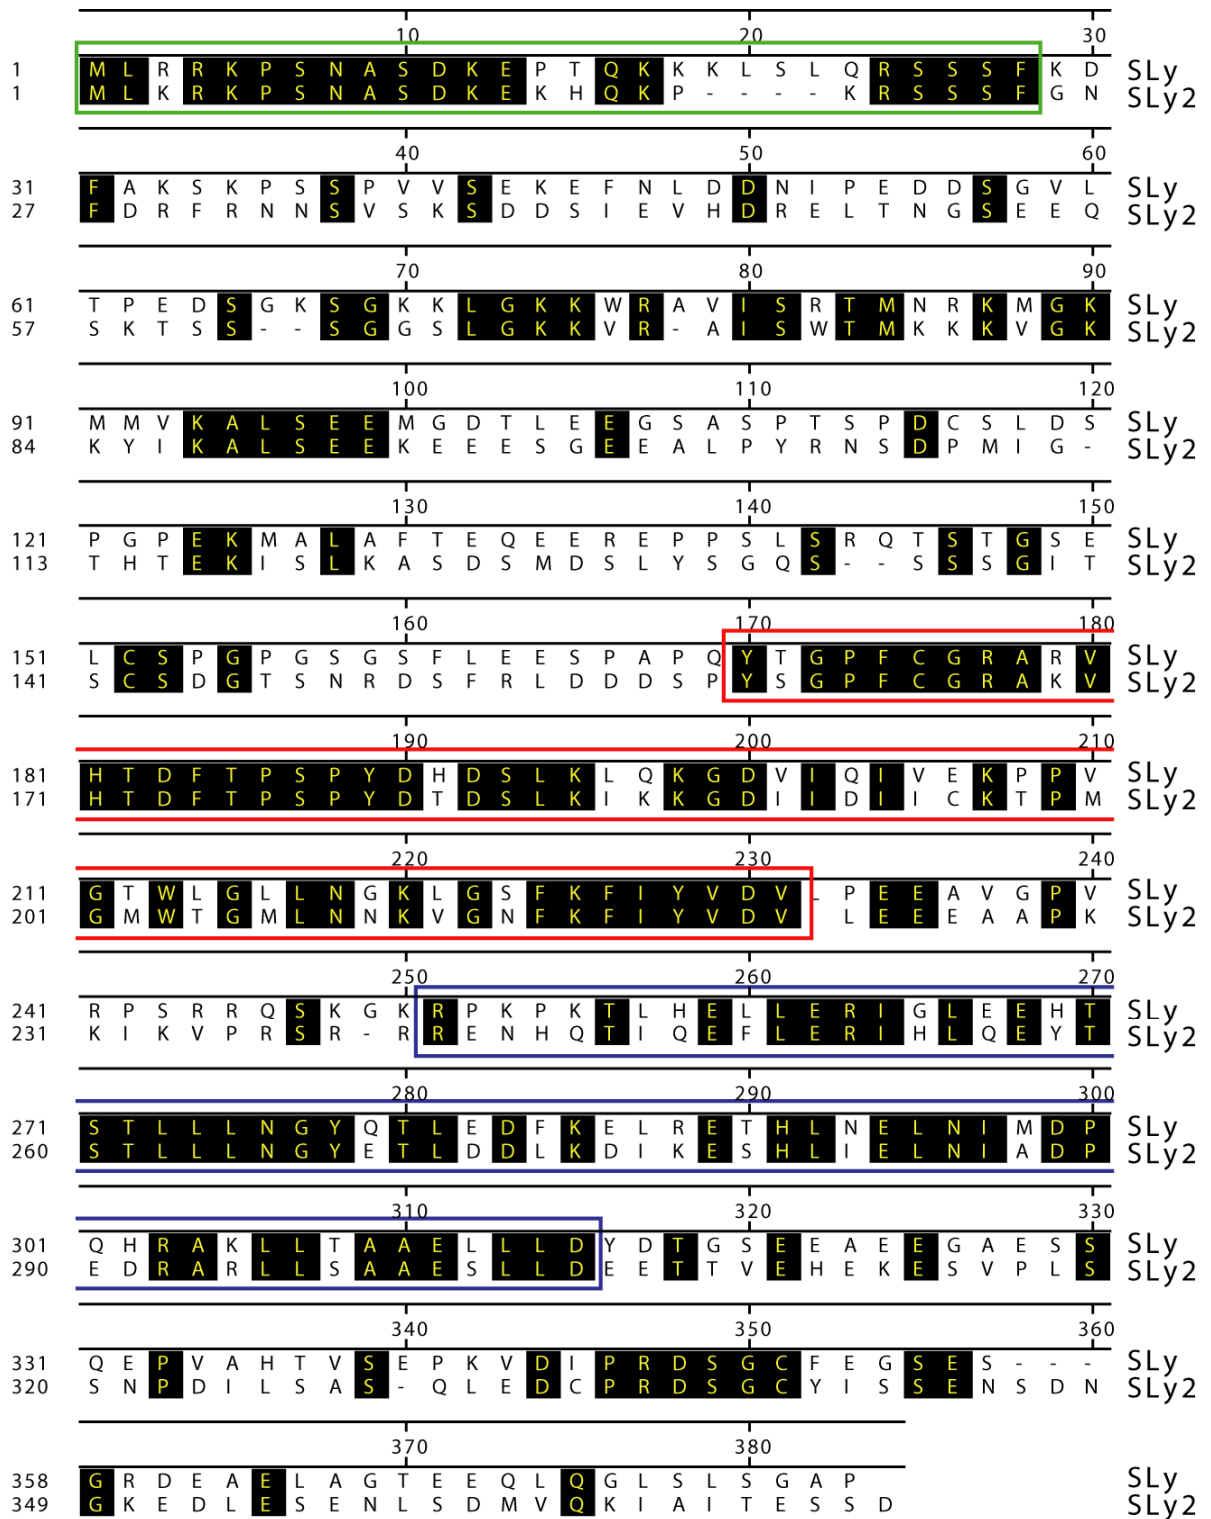 10 20 30
1 M L R R K P S N A S D K E P T Q K K K L S L Q R S S S F K D SLy
1 M L K R K P S N A S D K E K H Q K P - - - - K R S S S F G N SLy2
40 50 60
31 F A K S K P S S P V V S E K E F N L D D N I P E D D S G V L SLy
27 F D R F R N N S V S K S D D S I E V H D R E L T N G S E E Q SLy2
70 80 90
61 T P E D S G K S G K K L G K K W R A V I S R T M N R K M G K SLy
57 S K T S S - - S G G S L G K K V R - A I S W T M K K K V G K SLy2
100 110 120
91 M M V K A L S E E M G D T L E E G S A S P T S P D C S L D S SLy
84 K Y I K A L S E E K E E E S G E E A L P Y R N S D P M I G - SLy2
130 140 150
121 P G P E K M A L A F T E Q E E R E P P S L S R Q T S T G S E SLy
113 T H T E K I S L K A S D S M D S L Y S G Q S - - S S S G I T SLy2
160 170 180
151 L C S P G P G S G S F L E E S P A P Q Y T G P F C G R A R V SLy
141 S C S D G T S N R D S F R L D D D S P Y S G P F C G R A K V SLy2
190 200 210
181 H T D F T P S P Y D H D S L K L Q K G D V I Q I V E K P P V SLy
171 H T D F T P S P Y D T D S L K I K K G D I I D I I C K T P M SLy2
220 230 240
211 G T W L G L L N G K L G S F K F I Y V D V L P E E A V G P V SLy
201 G M W T G M L N N K V G N F K F I Y V D V L E E E A A P K SLy2
250 260 270
241 R P S R R Q S K G K R P K P K T L H E L L E R I G L E E H T SLy
231 K I K V P R S R - R R E N H Q T I Q E F L E R I H L Q E Y T SLy2
280 290 300
271 S T L L L N G Y Q T L E D F K E L R E T H L N E L N I M D P SLy
260 S T L L L N G Y E T L D D L K D I K E S H L I E L N I A D P SLy2
310 320 330
301 Q H R A K L L T A A E L L L D Y D T G S E E A E E G A E S S SLy
290 E D R A R L L S A A E S L L D E E T T V E H E K E S V P L S SLy2
340 350 360
331 Q E P V A H T V S E P K V D I P R D S G C F E G S E S - - - SLy
320 S N P D I L S A S - Q L E D C P R D S G C Y I S S E N S D N SLy2
370 380
358 G R D E A E L A G T E E Q L Q G L S L S G A P SLy
349 G K E D L E S E N L S D M V Q K I A I T E S S D SLy2